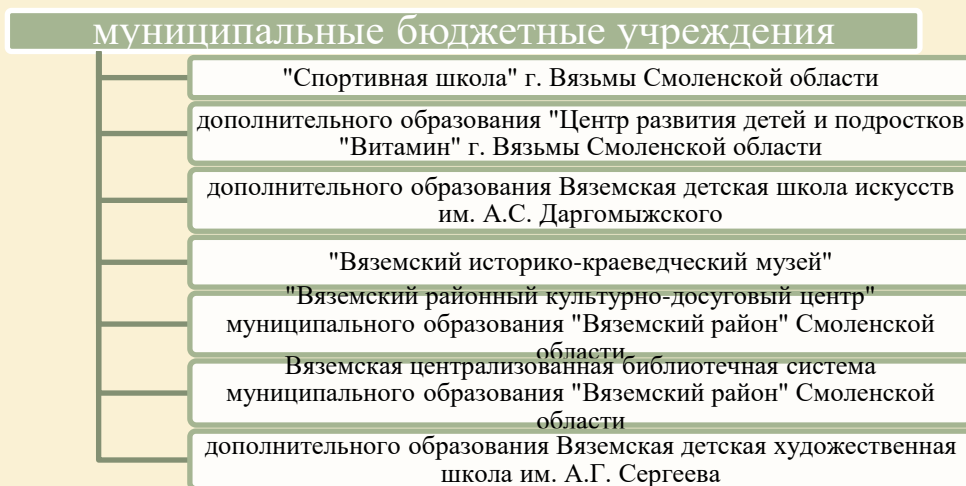 муниципальные бюджетные учреждения
"Спортивная школа" г. Вязьмы Смоленской области
дополнительного образования "Центр развития детей и подростков
"Витамин" г. Вязьмы Смоленской области
дополнительного образования Вяземская детская школа искусств
им. А.С. Даргомыжского
"Вяземский историко-краеведческий музей"
"Вяземский районный культурно-досуговый центр"
муниципального образования "Вяземский район" Смоленской
области
Вяземская централизованная библиотечная система
муниципального образования "Вяземский район" Смоленской
области
дополнительного образования Вяземская детская художественная
школа им. А.Г. Сергеева